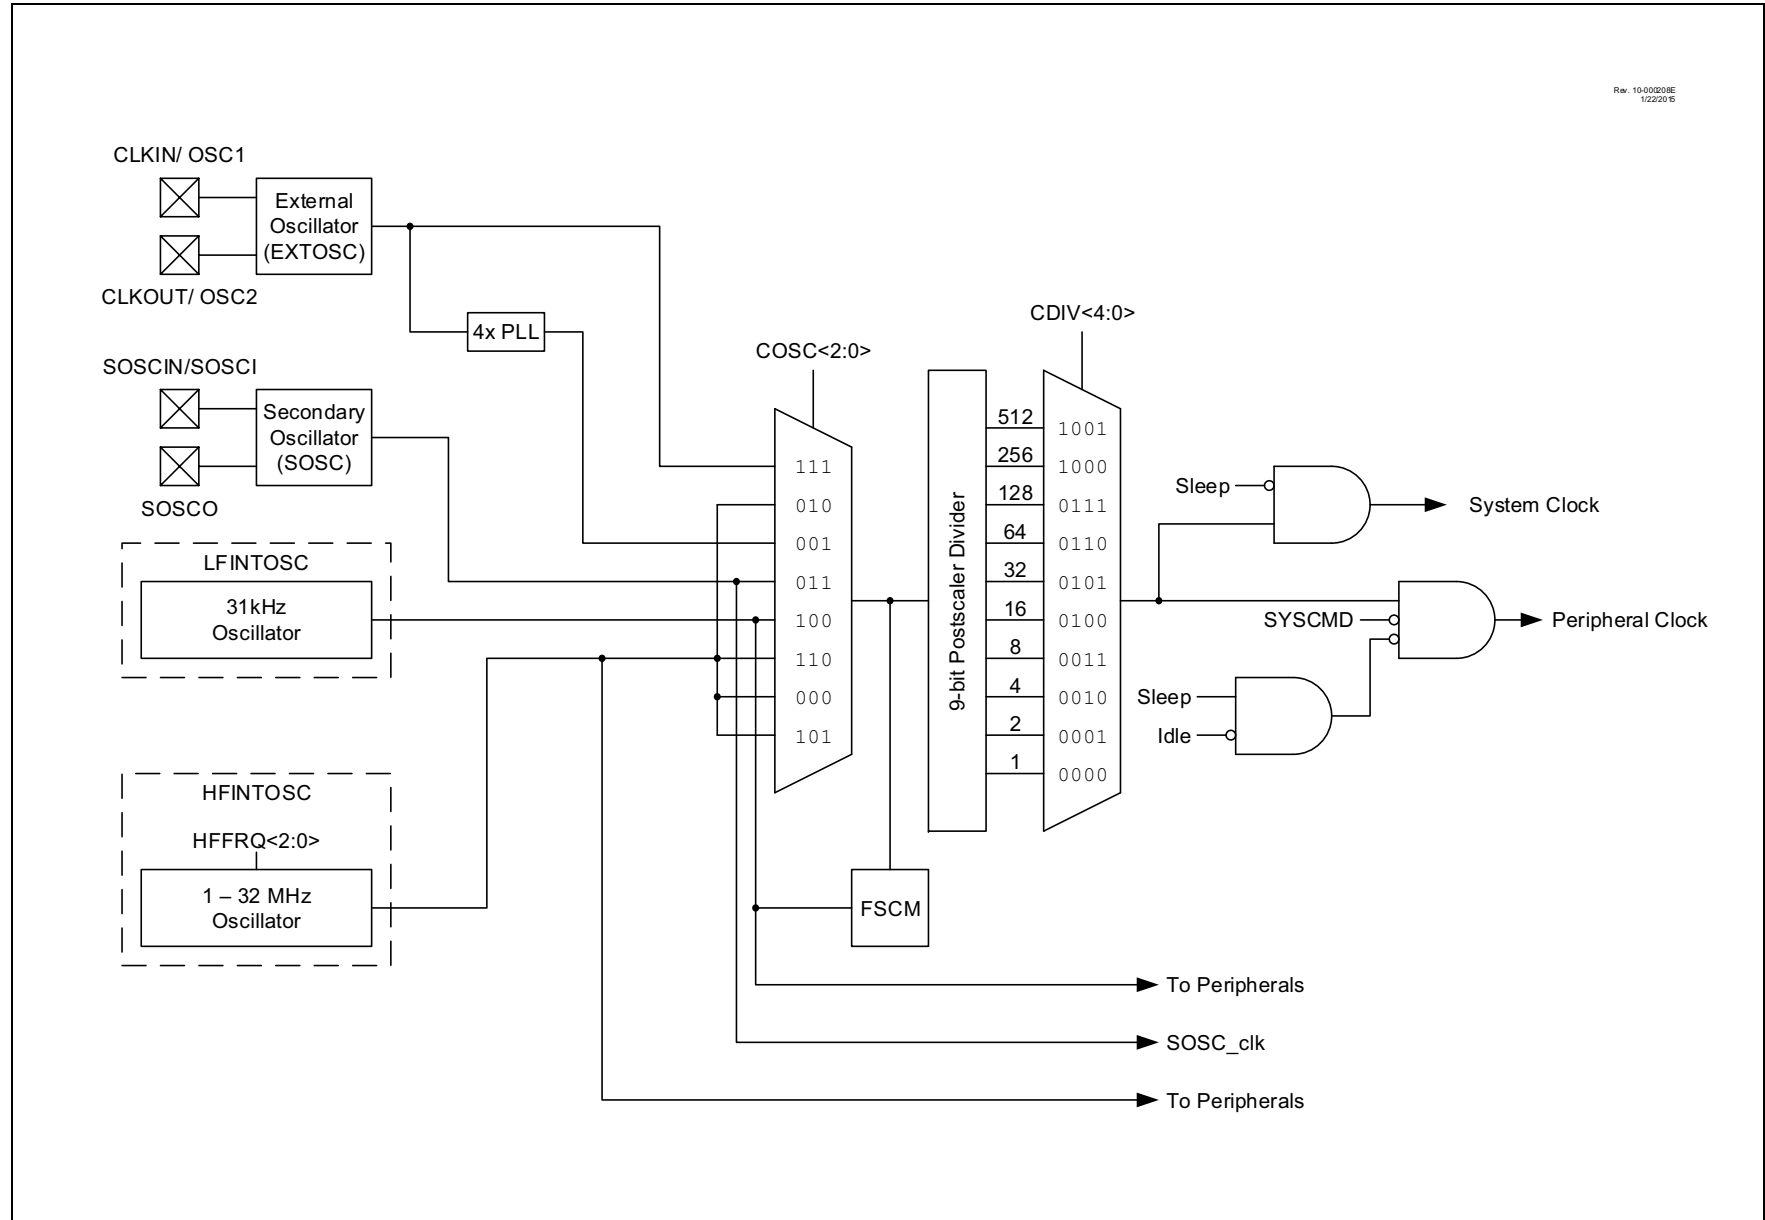 Rev. 10-000208E
1/22/2015
CLKIN/ OSC1
External
Oscillator
(EXTOSC)
CLKOUT/ OSC2
4x PLL
SOSCIN/SOSCI
Secondary
Oscillator
(SOSC)
SOSCO
LFINTOSC
31kHz
Oscillator
HFINTOSC
HFFRQ<2:0>
1 – 32 MHz
Oscillator
COSC<2:0>
111
010
001
011
100
110
000
101
FSCM
9-bit Postscaler Divider
512
256
128
64
32
16
8
4
2
1
CDIV<4:0>
1001
1000
0111
0110
0101
0100
0011
0010
0001
0000
Sleep
System Clock
SYSCMD
Peripheral Clock
Sleep
Idle
To Peripherals
SOSC_clk
To Peripherals